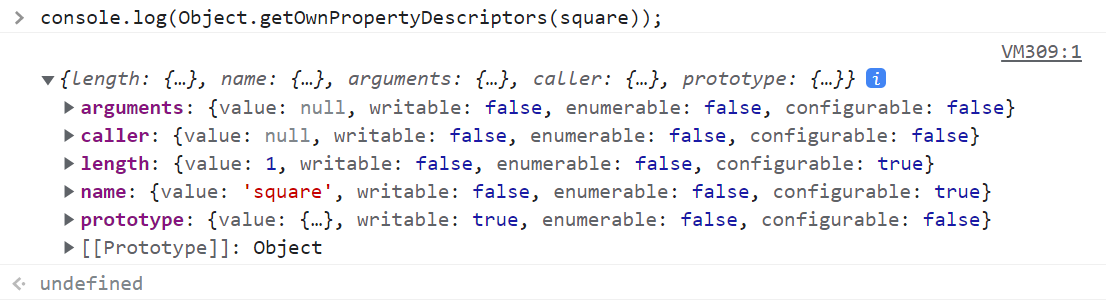 > console.log(Object.getOwnPropertyDescriptors(square));
VM309:1
▼{length: {…}, name: {…}, arguments: {…}, caller: {…}, prototype: {…}} i
▶arguments: {value: null, writable: false, enumerable: false, configurable: false}
▶caller: {value: null, writable: false, enumerable: false, configurable: false}
▶length: {value: 1, writable: false, enumerable: false, configurable: true}
▶name: {value: 'square', writable: false, enumerable: false, configurable: true}
▶prototype: {value: {…}, writable: true, enumerable: false, configurable: false}
▶[[Prototype]]: Object
undefined